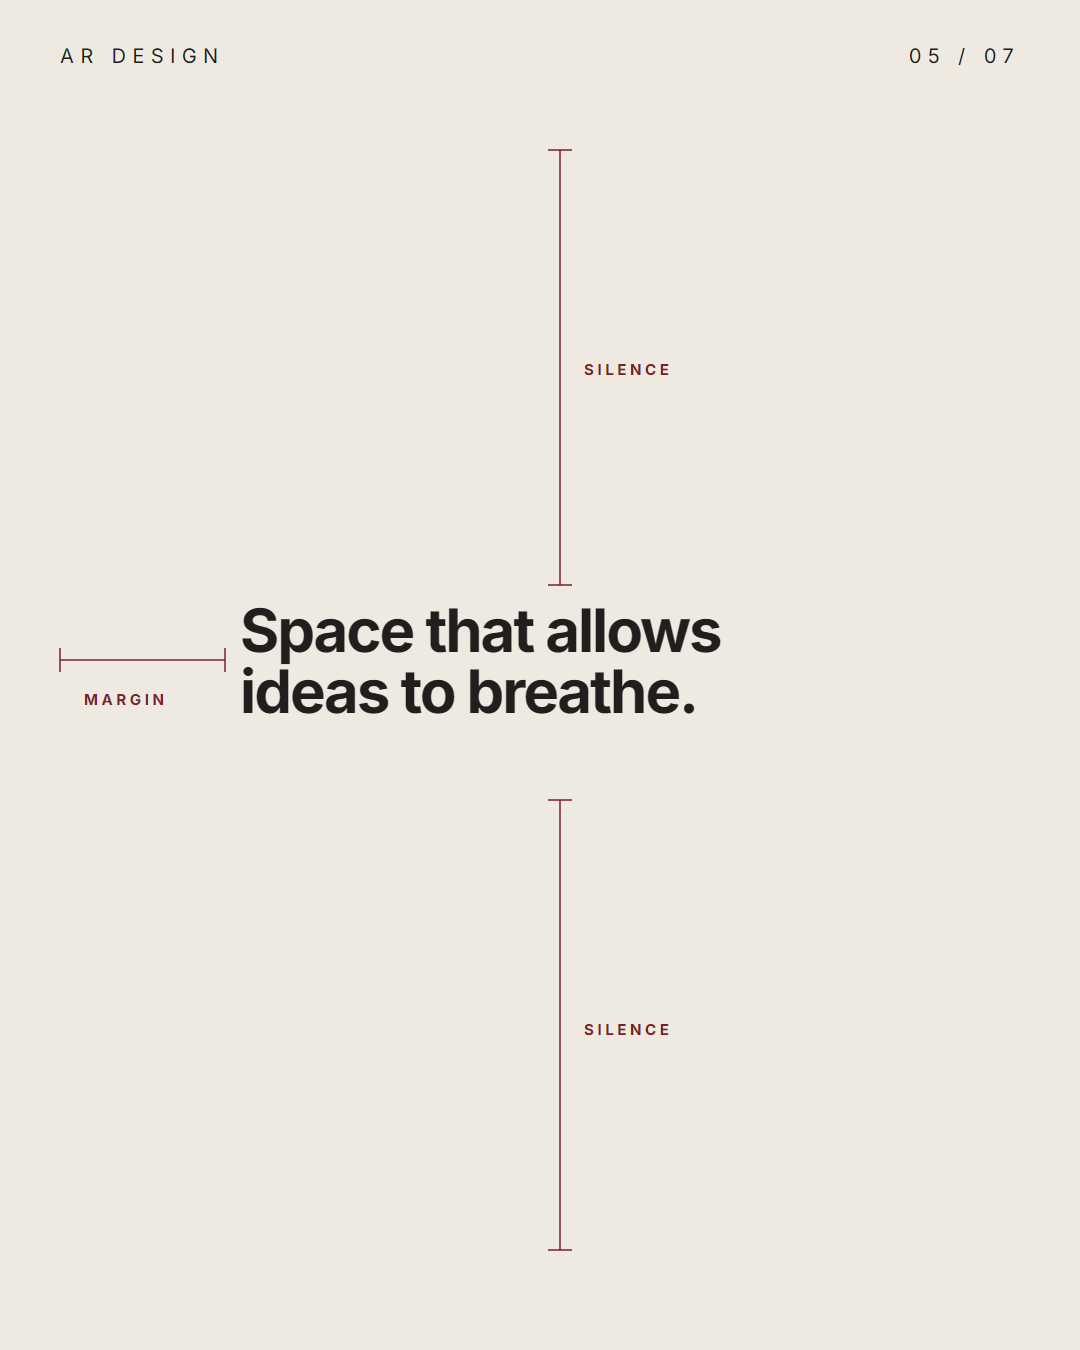 AR DESIGN
05 / 07
SILENCE
Space that allows
ideas to breathe.
MARGIN
SILENCE